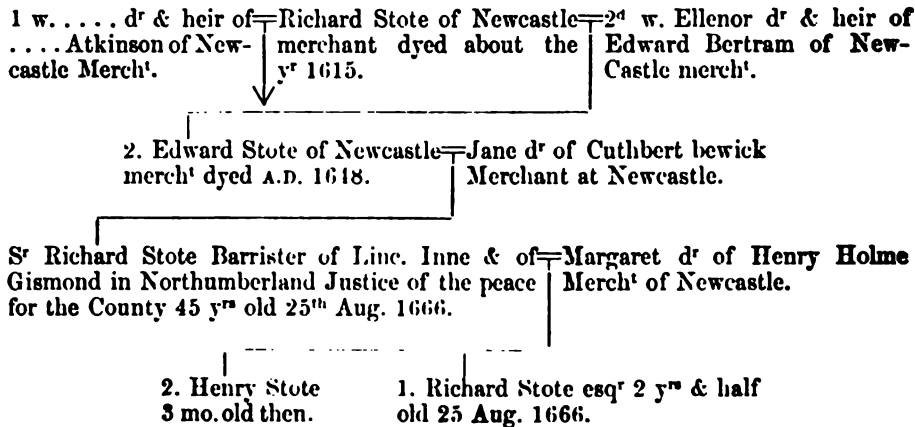 1 w. . . . . dʳ & heir of
. . . . Atkinson of New-
castle Merchᵗ.
Richard Stote of Newcastle
merchant dyed about the
yʳ 1615.
2ᵈ w. Ellenor dʳ & heir of
Edward Bertram of New-
Castle merchᵗ.
2. Edward Stote of Newcastle
merchᵗ dyed A.D. 1648.
Jane dʳ of Cuthbert bewick
Merchant at Newcastle.
Sʳ Richard Stote Barrister of Linc. Inne & of
Gismond in Northumberland Justice of the peace
for the County 45 yʳˢ old 25ᵗʰ Aug. 1666.
Margaret dʳ of Henry Holme
Merchᵗ of Newcastle.
2. Henry Stote
3 mo. old then.
1. Richard Stote esqʳ 2 yʳˢ & half
old 25 Aug. 1666.